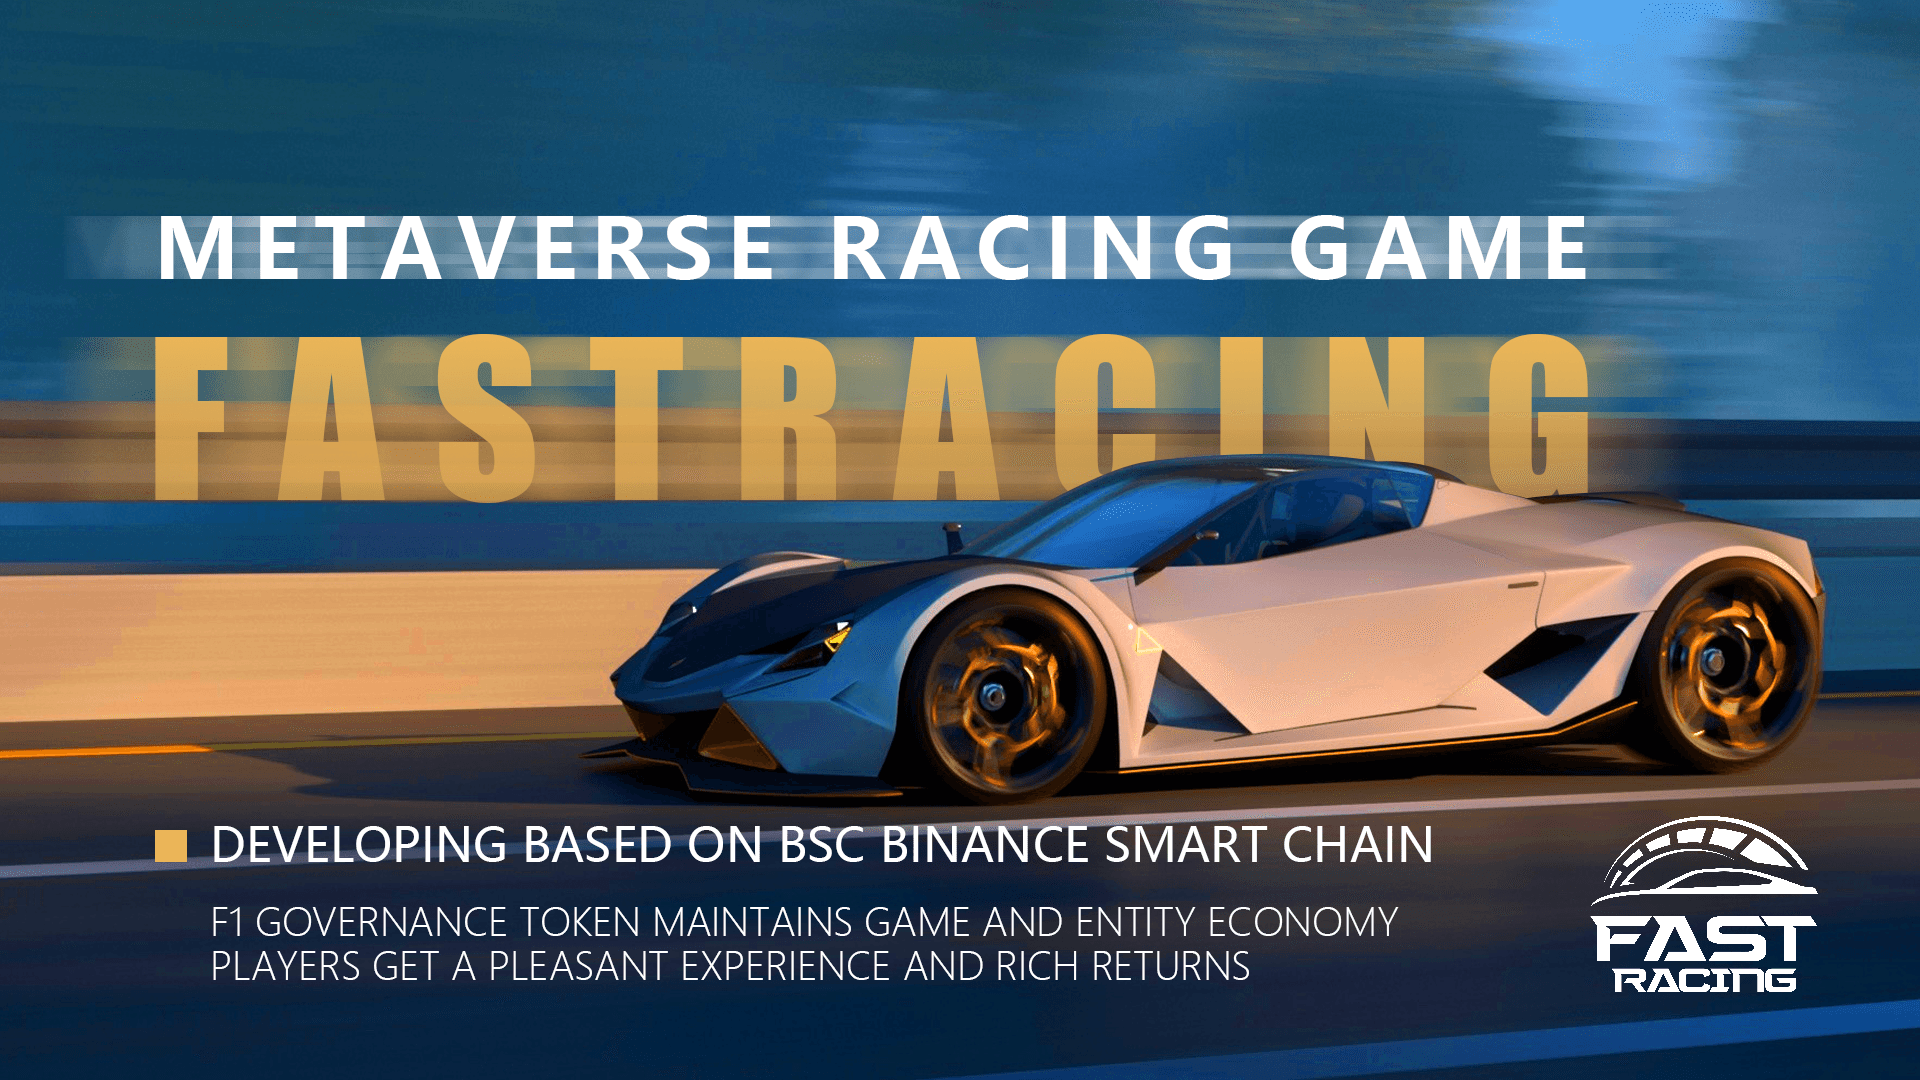 METAVERSE RACING GAME
FASTRACING
DEVELOPING BASED ON BSC BINANCE SMART CHAIN
F1 GOVERNANCE TOKEN MAINTAINS GAME AND ENTITY ECONOMY
PLAYERS GET A PLEASANT EXPERIENCE AND RICH RETURNS
FAST
RACING